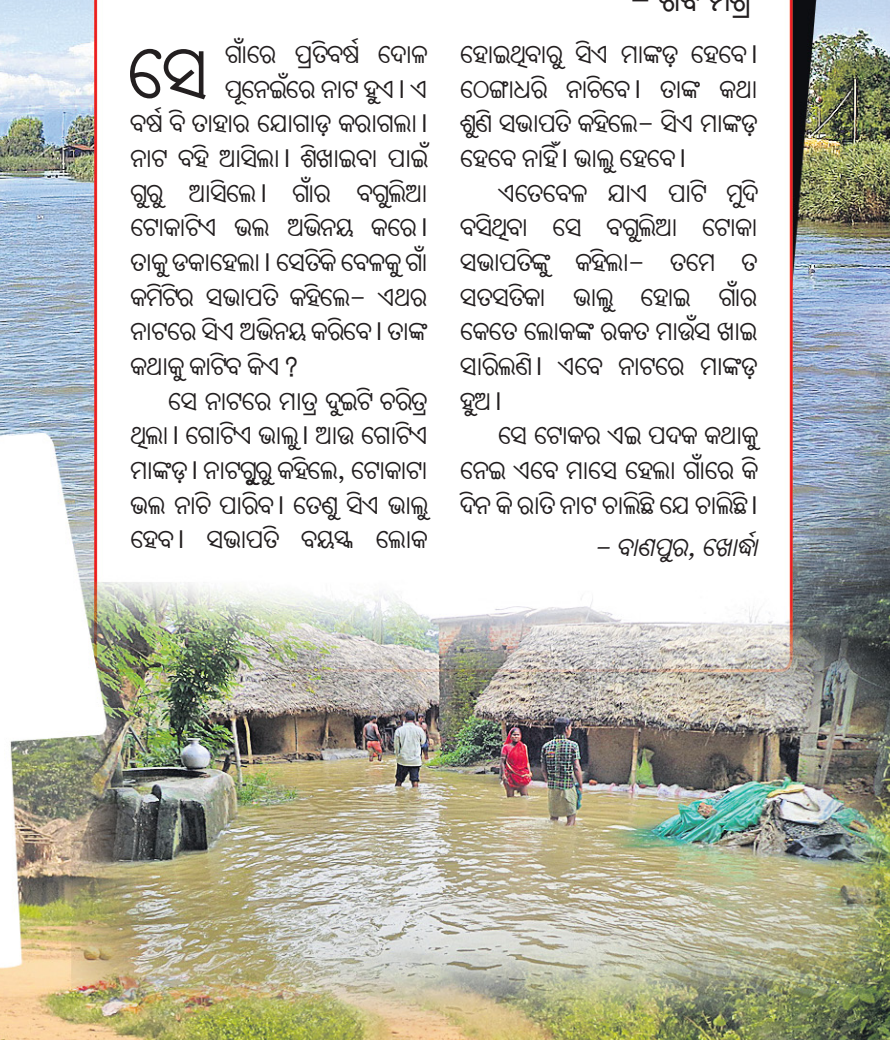 ସେ ଗାଁରେ ପ୍ରତିବର୍ଷ ଦୋଳ
ପୂନେଇଁରେ ନାଟ ହୁଏ । ଏ
ବର୍ଷ ବି ତାହାର ଯୋଗାଡ଼ କରାଗଲା ।
ନାଟ ବହି ଆସିଲା । ଶିଖାଇବା ପାଇଁ
ଗୁରୁ ଆସିଲେ । ଗାଁର ବଗୁଲିଆ
ଟୋକାଟିଏ ଭଲ ଅଭିନୟ କରେ ।
ତାକୁ ଡକାହେଲା । ସେତିକି ବେଳକୁ ଗାଁ
କମିଟିର ସଭାପତି କହିଲେ– ଏଥର
ନାଟରେ ସିଏ ଅଭିନୟ କରିବେ । ତାଙ୍କ
କଥାକୁ କାଟିବ କିଏ ?
ସେ ନାଟରେ ମାତ୍ର ଦୁଇଟି ଚରିତ୍ର
ଥିଲା । ଗୋଟିଏ ଭାଲୁ । ଆଉ ଗୋଟିଏ
ମାଙ୍କଡ଼ । ନାଟଗୁରୁ କହିଲେ, ଟୋକାଟା
ଭଲ ନାଚି ପାରିବ । ତେଣୁ ସିଏ ଭାଲୁ
ହେବ । ସଭାପତି ବୟସ୍କ ଲୋକ
ହୋଇଥିବାରୁ ସିଏ ମାଙ୍କଡ଼ ହେବେ ।
ଠେଙ୍ଗାଧରି ନାଚିବେ । ତାଙ୍କ କଥା
ଶୁଣି ସଭାପତି କହିଲେ– ସିଏ ମାଙ୍କଡ଼
ହେବେ ନାହିଁ । ଭାଲୁ ହେବେ ।
ଏତେବେଳ ଯାଏ ପାଟି ମୁଦି
ବସିଥିବା ସେ ବଗୁଲିଆ ଟୋକା
ସଭାପତିଙ୍କୁ କହିଲା– ତମେ ତ
ସତସତିକା ଭାଲୁ ହୋଇ ଗାଁର
କେତେ ଲୋକଙ୍କ ରକତ ମାଉଁସ ଖାଇ
ସାରିଲଣି । ଏବେ ନାଟରେ ମାଙ୍କଡ଼
ହୁଅ ।
ସେ ଟୋକର ଏଇ ପଦକ କଥାକୁ
ନେଇ ଏବେ ମାସେ ହେଲା ଗାଁରେ କି
ଦିନ କି ରାତି ନାଟ ଚାଲିଛି ଯେ ଚାଲିଛି ।
– ବାଣପୁର, ଖୋର୍ଦ୍ଧା